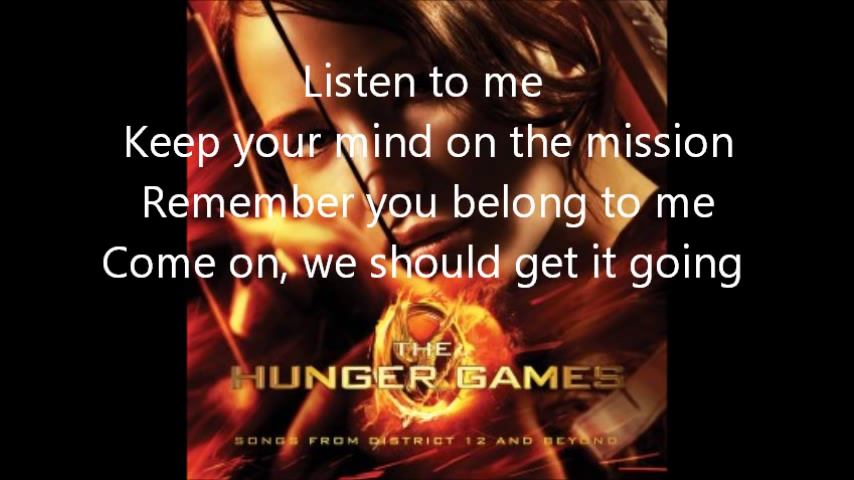 Listen to me
Keep your mind on the mission
Remember you belong to me
Come on, we should get it going
THE
HUNGER GAMES
SONGS FROM DISTRICT 12 AND BEYOND